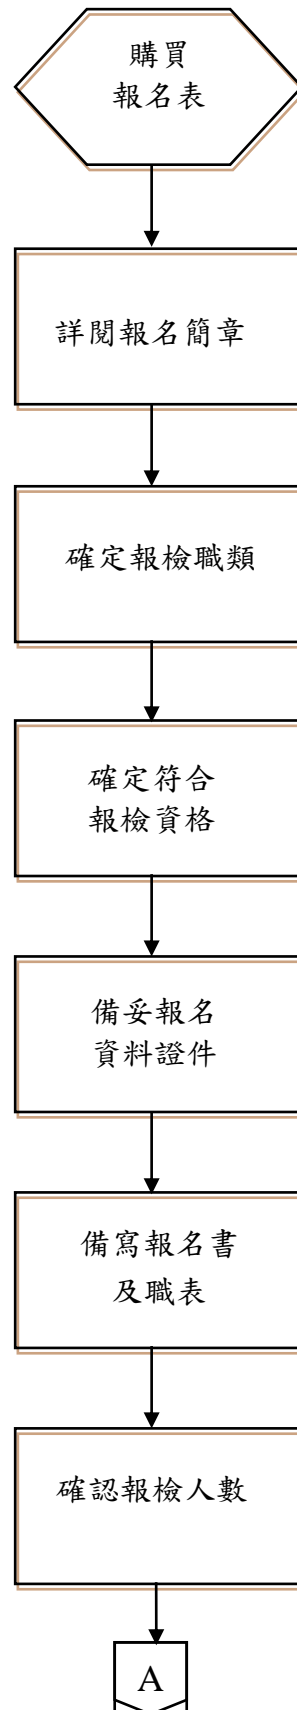 購買
報名表
詳閱報名簡章
確定報檢職類
確定符合
報檢資格
備妥報名
資料證件
備寫報名書
及職表
確認報檢人數
A